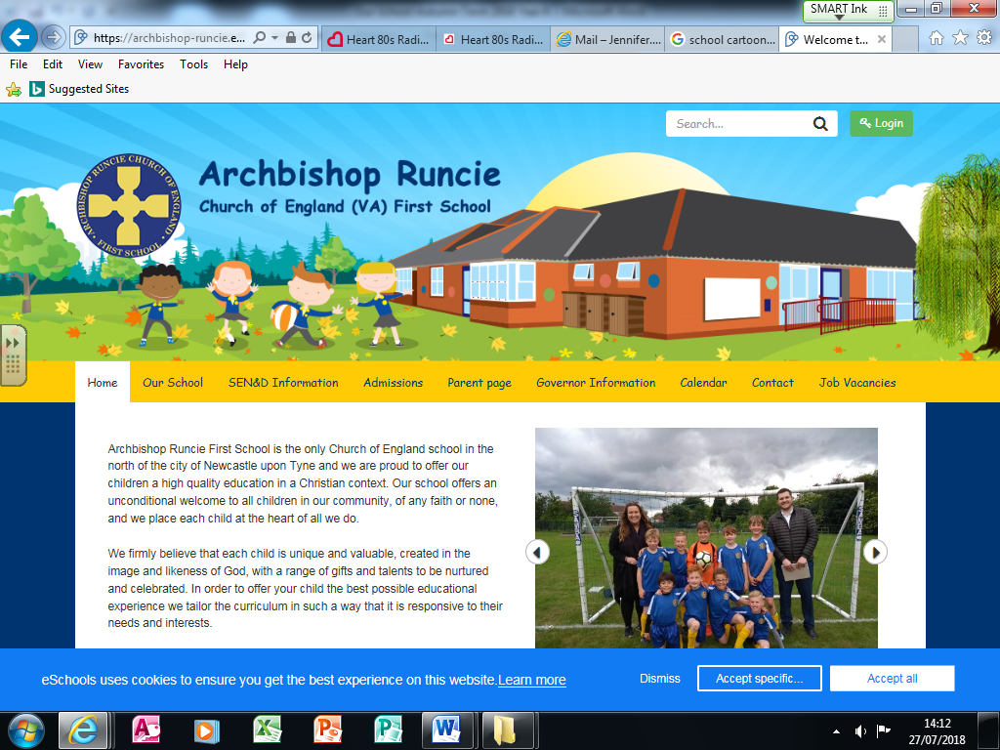 SMART Ink
https://archbishop-runcie.e...
Heart 80s Radi...
Heart 80s Radi...
Mail – Jennifer....
school cartoon...
Welcome t...
File Edit View Favorites Tools Help
Suggested Sites
Search...
Login
ARCHBISHOP RUNCIE CHURCH OF ENGLAND
• FIRST SCHOOL •
Archbishop Runcie
Church of England (VA) First School
Home Our School SEN&D Information Admissions Parent page Governor Information Calendar Contact Job Vacancies
Archbishop Runcie First School is the only Church of England school in the
north of the city of Newcastle upon Tyne and we are proud to offer our
children a high quality education in a Christian context. Our school offers an
unconditional welcome to all children in our community, of any faith or none,
and we place each child at the heart of all we do.
We firmly believe that each child is unique and valuable, created in the
image and likeness of God, with a range of gifts and talents to be nurtured
and celebrated. In order to offer your child the best possible educational
experience we tailor the curriculum in such a way that it is responsive to their
needs and interests.
eSchools uses cookies to ensure you get the best experience on this website.Learn more
Dismiss
Accept specific...
Accept all
14:12
27/07/2018